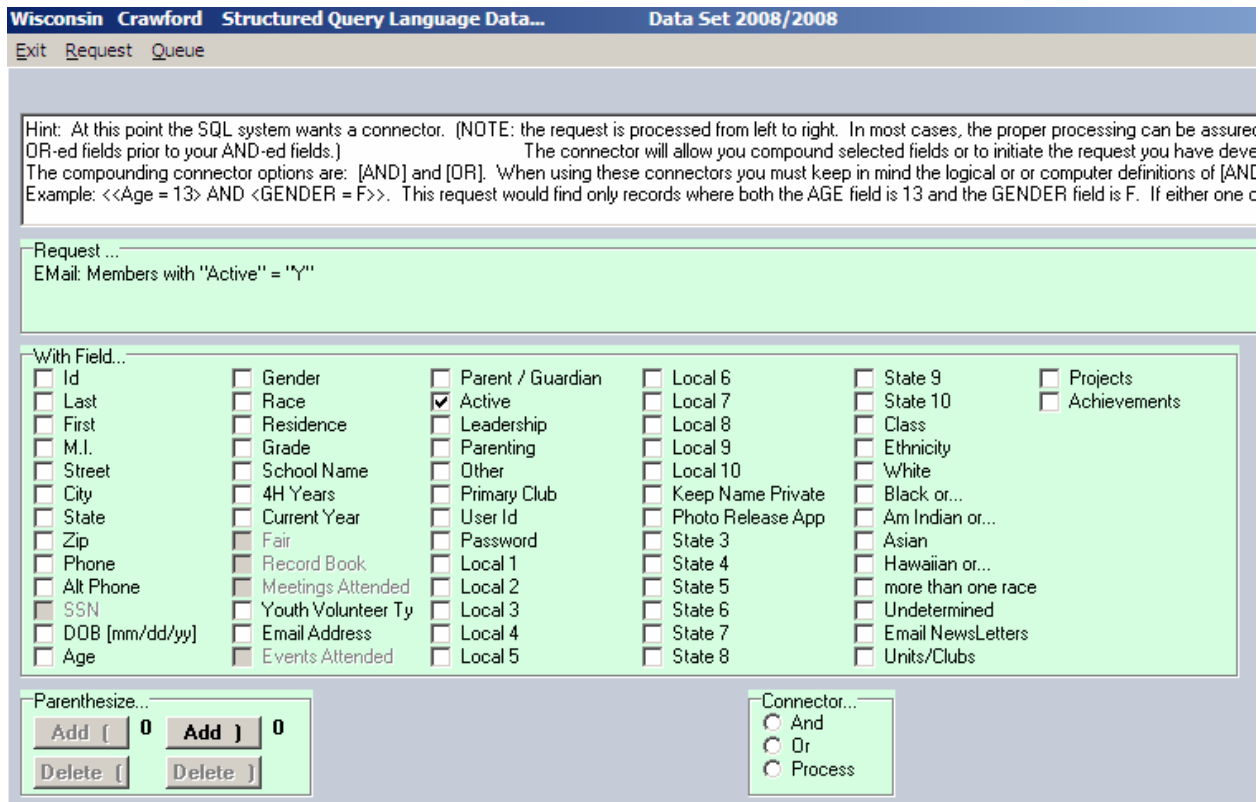 Wisconsin Crawford Structured Query Language Data... Data Set 2008/2008
Exit Request Queue
Hint: At this point the SQL system wants a connector. (NOTE: the request is processed from left to right. In most cases, the proper processing can be assured
OR-ed fields prior to your AND-ed fields.) The connector will allow you compound selected fields or to initiate the request you have
The compounding connector options are: [AND] and [OR]. When using these connectors you must keep in mind the logical or or computer definitions of [AND
Example: <<Age = 13> AND <GENDER = F>>. This request would find only records where both the AGE field is 13 and the GENDER field is F. If either one
Request ...
EMail: Members with "Active" = "Y"
With Field...
Id Gender Parent / Guardian Local 6 State 9 Projects
Last Race Active Local 7 State 10 Achievements
First Residence Leadership Local 8 Class
M.I. Grade Parenting Local 9 Ethnicity
Street School Name Other Local 10 White
City 4H Years Primary Club Keep Name Private Black or...
State Current Year User Id Photo Release App Am Indian or...
Zip Fair Password State 3 Asian
Phone Record Book Local 1 State 4 Hawaiian or...
Alt Phone Meetings Attended Local 2 State 5 more than one race
SSN Youth Volunteer Ty Local 3 State 6 Undetermined
DOB [mm/dd/yy] Email Address Local 4 State 7 Email NewsLetters
Age Events Attended Local 5 State 8 Units/Clubs
Parenthesize... Connector...
Add ( 0 Add ) 0 And
Or
Delete ( Delete ) Process